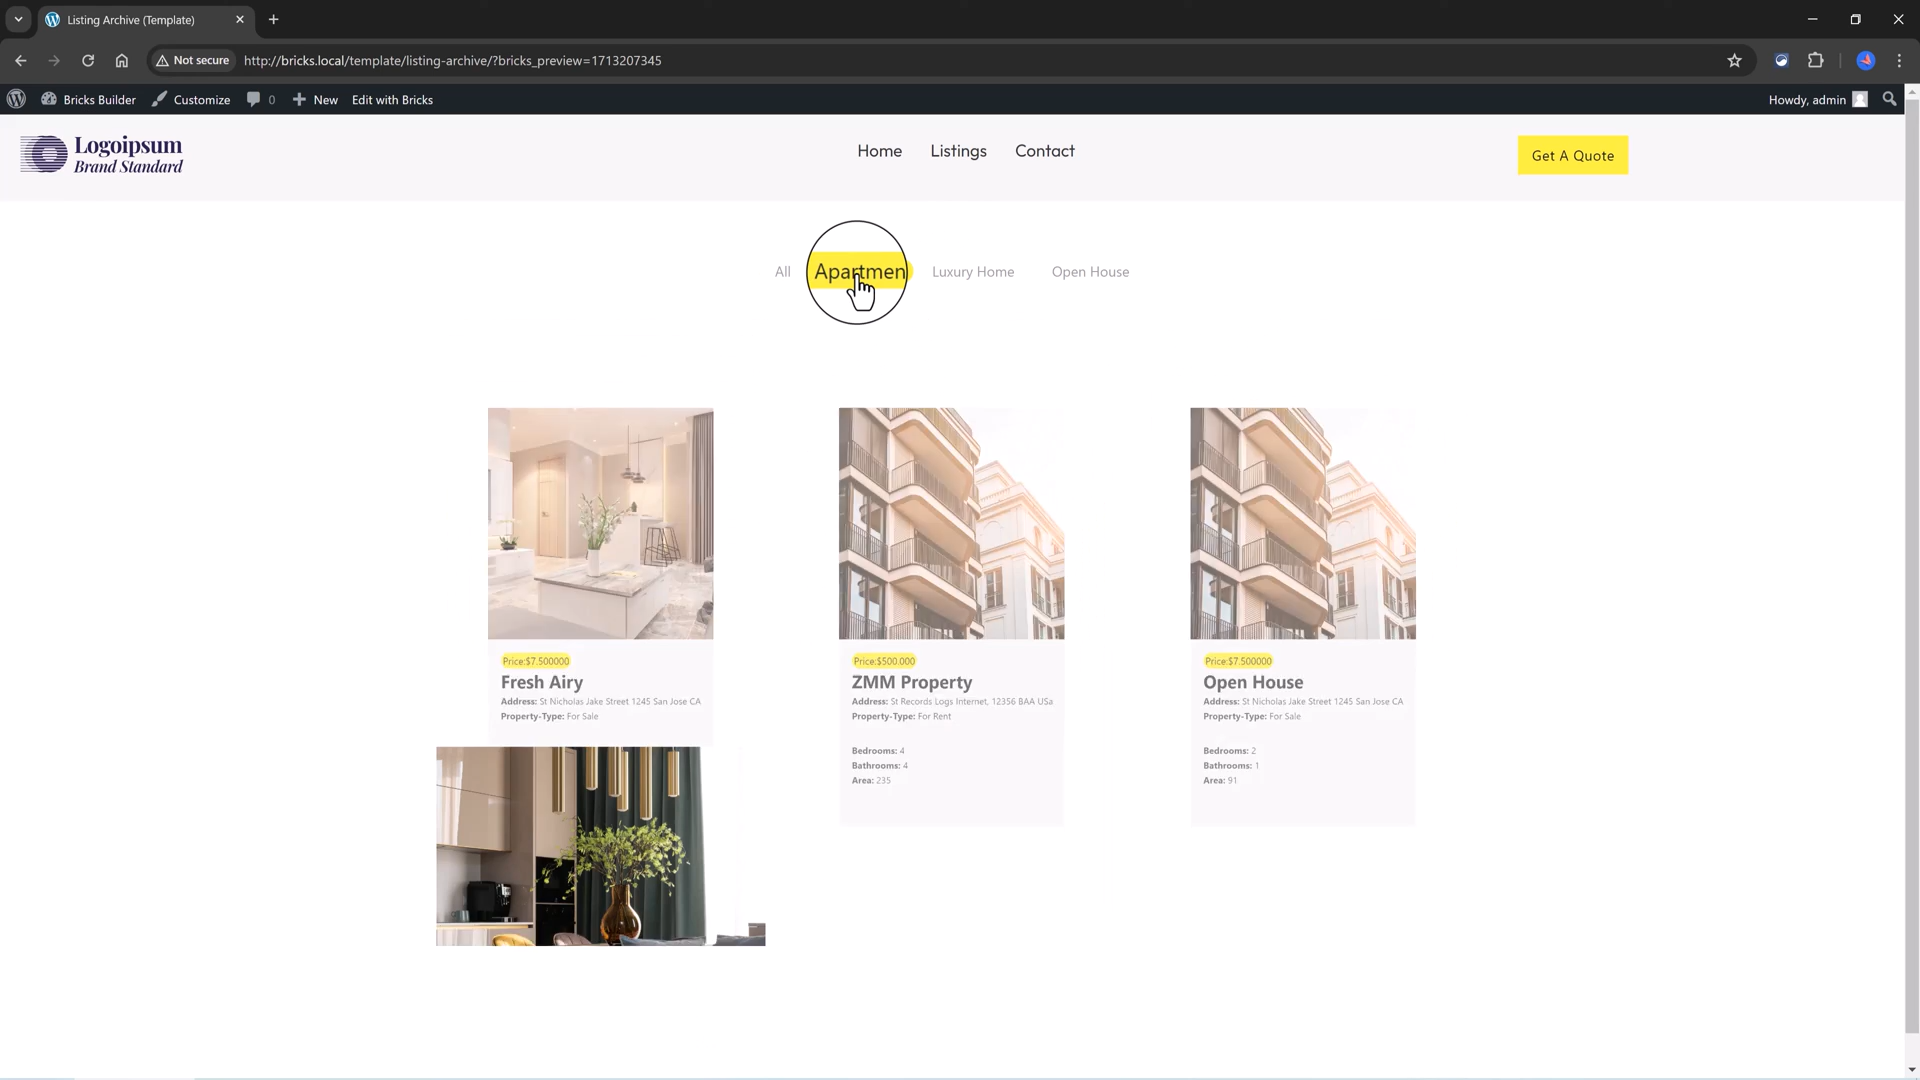 Listing Archive (Template)
Not secure
http://bricks.local/template/listing-archive/?bricks_preview=1713207345
Bricks Builder
Customize
0
New
Edit with Bricks
Howdy, admin
Logoipsum
Brand Standard
Home
Listings
Contact
Get A Quote
All
Apartmen
Luxury Home
Open House
Price:$7.500000
Fresh Airy
Address: St Nicholas Jake Street 1245 San Jose CA
Property-Type: For Sale
Price:$500.000
ZMM Property
Address: St Records Logs Internet, 12356 BAA USa
Property-Type: For Rent
Bedrooms: 4
Bathrooms: 4
Area: 235
Price:$7.500000
Open House
Address: St Nicholas Jake Street 1245 San Jose CA
Property-Type: For Sale
Bedrooms: 2
Bathrooms: 1
Area: 91